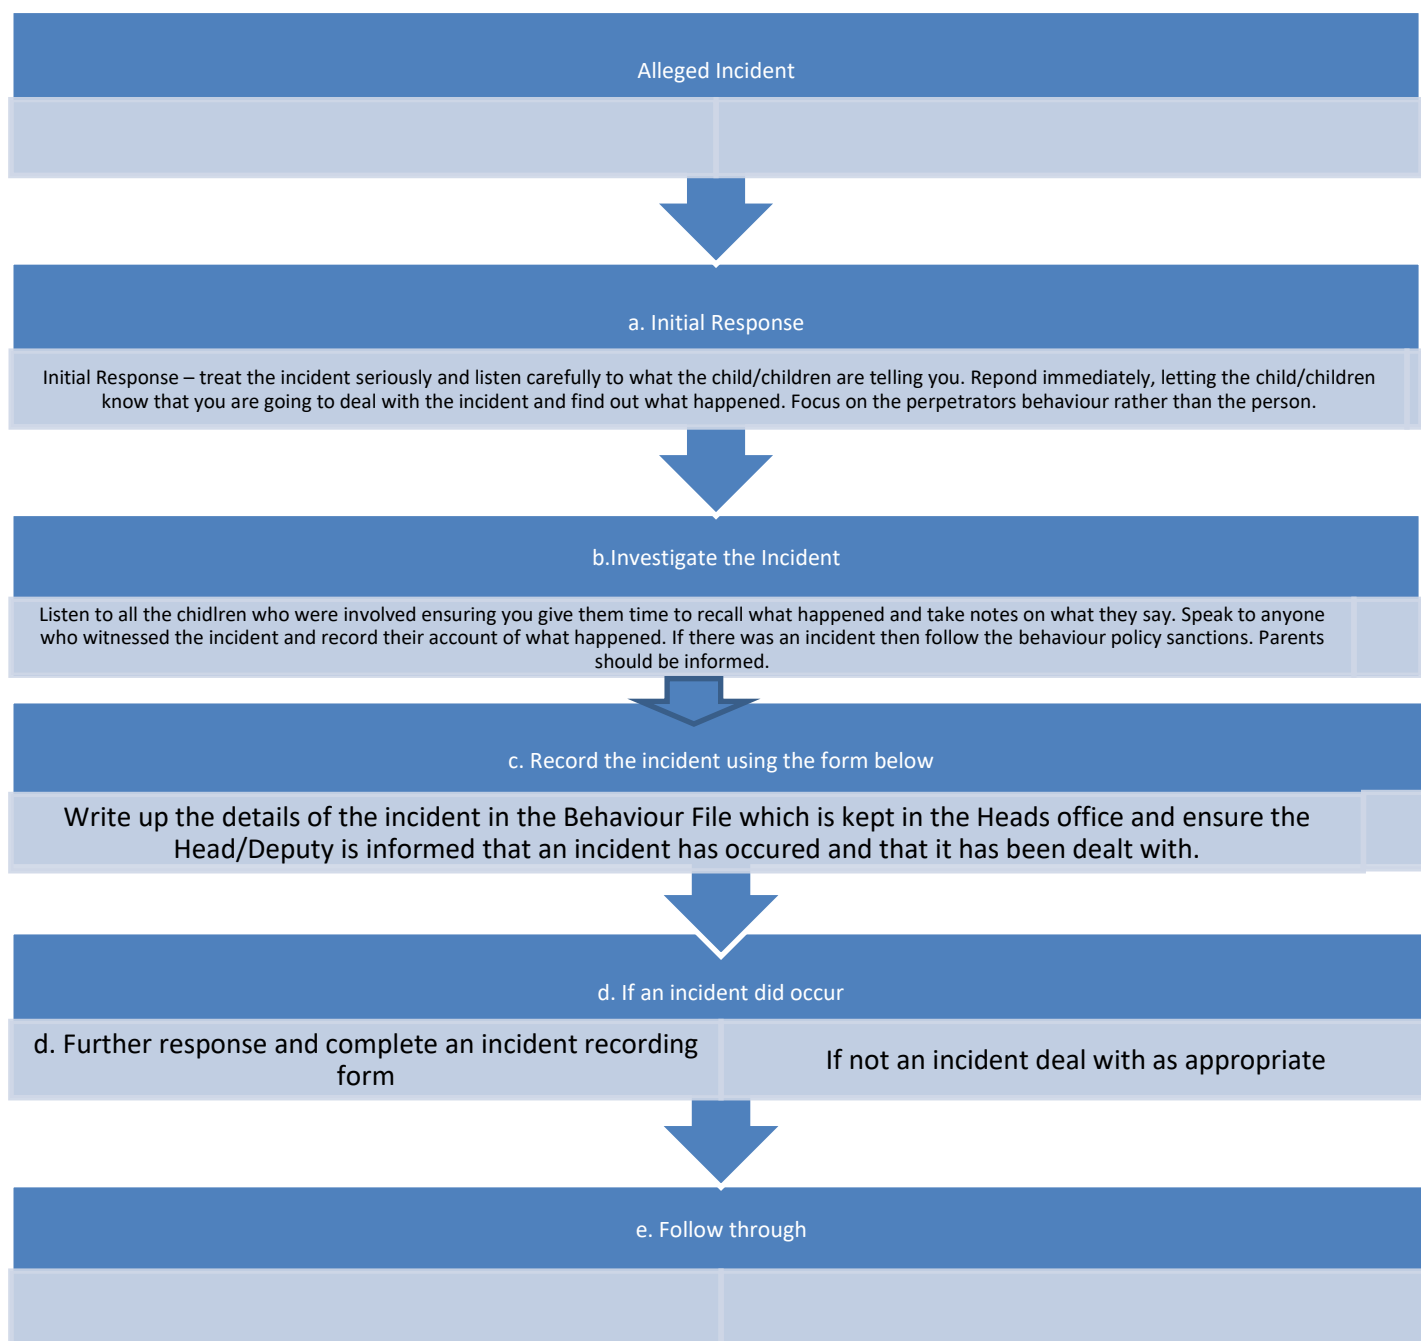 Alleged Incident
a. Initial Response
Initial Response – treat the incident seriously and listen carefully to what the child/children are telling you. Repond immediately, letting the child/children
know that you are going to deal with the incident and find out what happened. Focus on the perpetrators behaviour rather than the person.
b.Investigate the Incident
Listen to all the chidlren who were involved ensuring you give them time to recall what happened and take notes on what they say. Speak to anyone
who witnessed the incident and record their account of what happened. If there was an incident then follow the behaviour policy sanctions. Parents
should be informed.
c. Record the incident using the form below
Write up the details of the incident in the Behaviour File which is kept in the Heads office and ensure the
Head/Deputy is informed that an incident has occured and that it has been dealt with.
d. If an incident did occur
d. Further response and complete an incident recording
form
If not an incident deal with as appropriate
e. Follow through